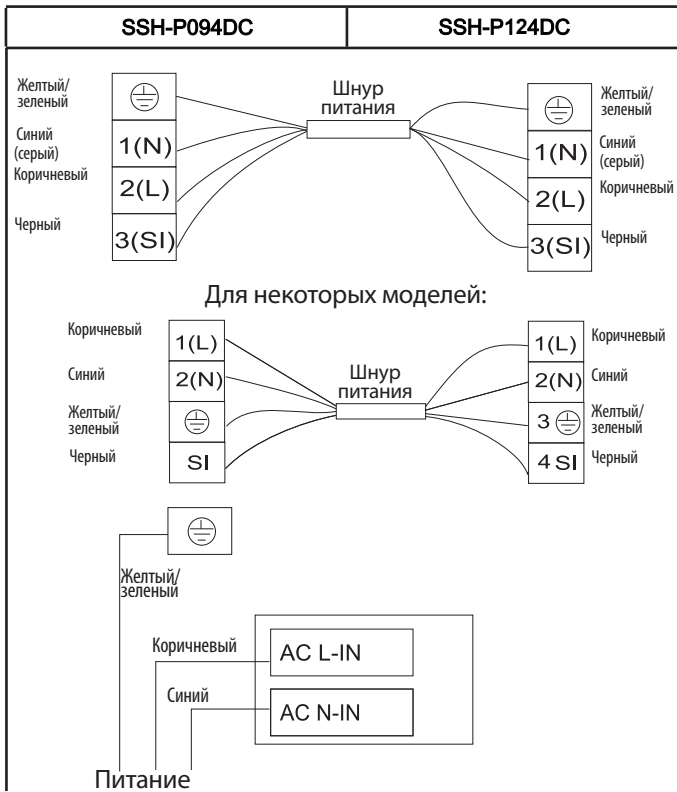 SSH-P094DC
SSH-P124DC
Желтый/
зеленый
Синий
(серый)
Коричневый
Черный
1(N)
2(L)
3(SI)
Шнур
питания
1(N)
2(L)
3(SI)
Желтый/
зеленый
Синий
(серый)
Коричневый
Черный
Для некоторых моделей:
Коричневый
Синий
Желтый/
зеленый
Черный
1(L)
2(N)
SI
Шнур
питания
1(L)
2(N)
3
4 SI
Коричневый
Синий
Желтый/
зеленый
Черный
Желтый/
зеленый
Коричневый
AC L-IN
Синий
AC N-IN
Питание